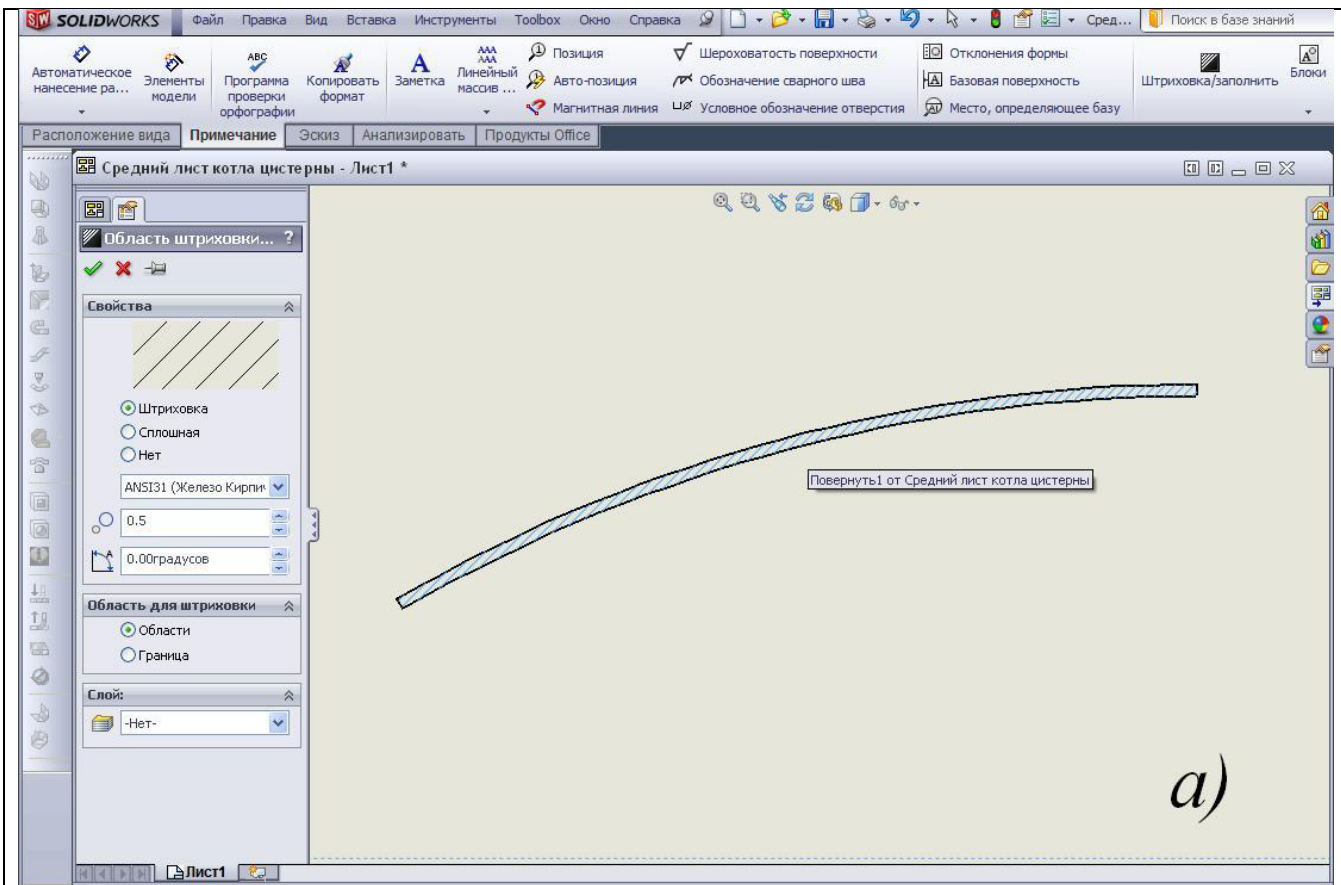 SOLIDWORKS Файл Правка Вид Вставка Инструменты Toolbox Окно Справка Сред... Поиск в базе знаний
Автоматическое нанесение ра...
Элементы модели
ABC
Программа проверки орфографии
Копировать формат
A
Заметка
AAA
AAA
Линейный массив ...
Позиция
Авто-позиция
Магнитная линия
Шероховатость поверхности
Обозначение сварного шва
Условное обозначение отверстия
Отклонения формы
Базовая поверхность
Место, определяющее базу
Штриховка/заполнить
Блоки
Расположение вида Примечание Эскиз Анализировать Продукты Office
Средний лист котла цистерны - Лист1 *
Область штриховки... ?
Свойства
Штриховка
Сплошная
Нет
ANSI31 (Железо Кирпич
0.5
0.00градусов
Область для штриховки
Области
Граница
Слой:
-Нет-
Повернуть1 от Средний лист котла цистерны
а)
Лист1